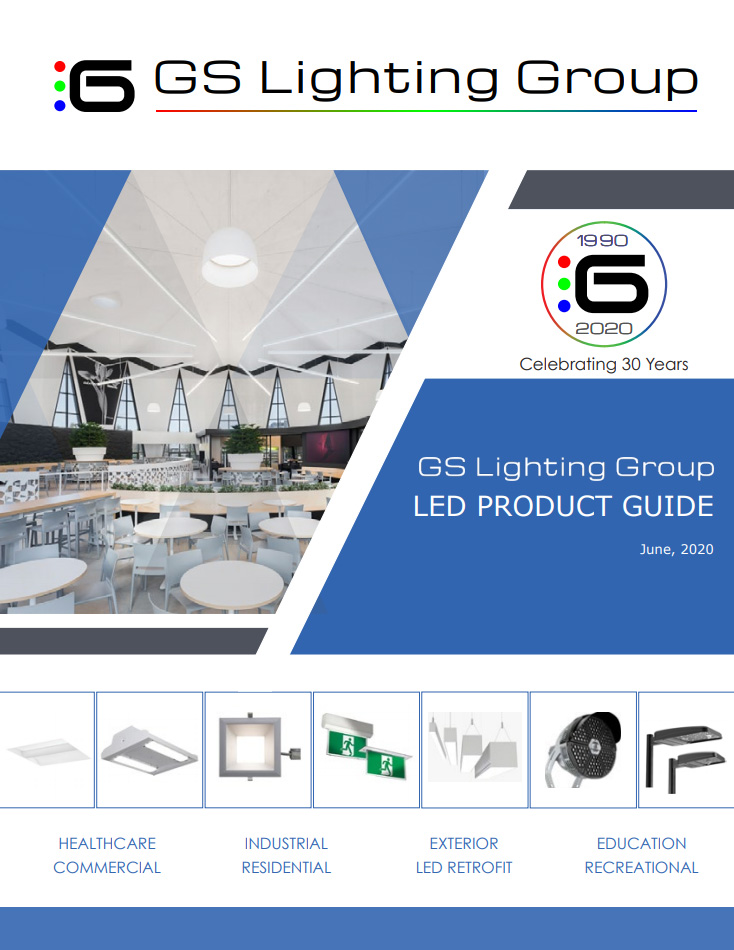 GS Lighting Group
1990
G
2020
Celebrating 30 Years
GS Lighting Group
LED PRODUCT GUIDE
June, 2020
HEALTHCARE
COMMERCIAL
INDUSTRIAL
RESIDENTIAL
EXTERIOR
LED RETROFIT
EDUCATION
RECREATIONAL